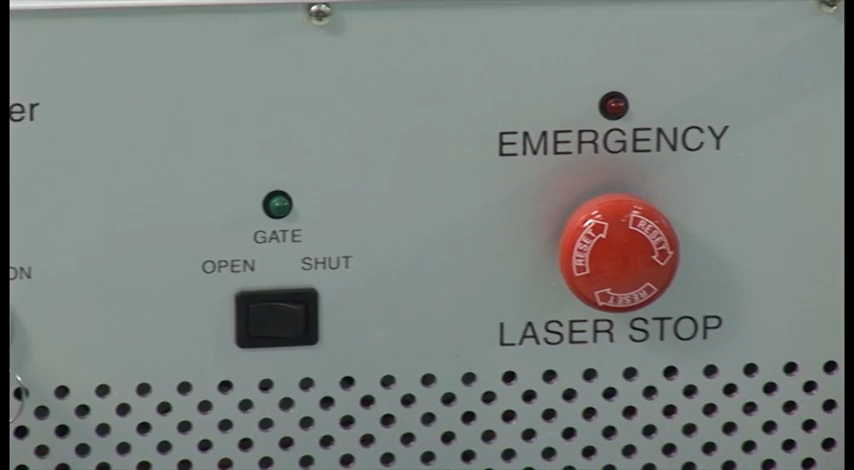 er
EMERGENCY
GATE
OPEN SHUT
ON
RESET
RESET
RESET
LASER STOP